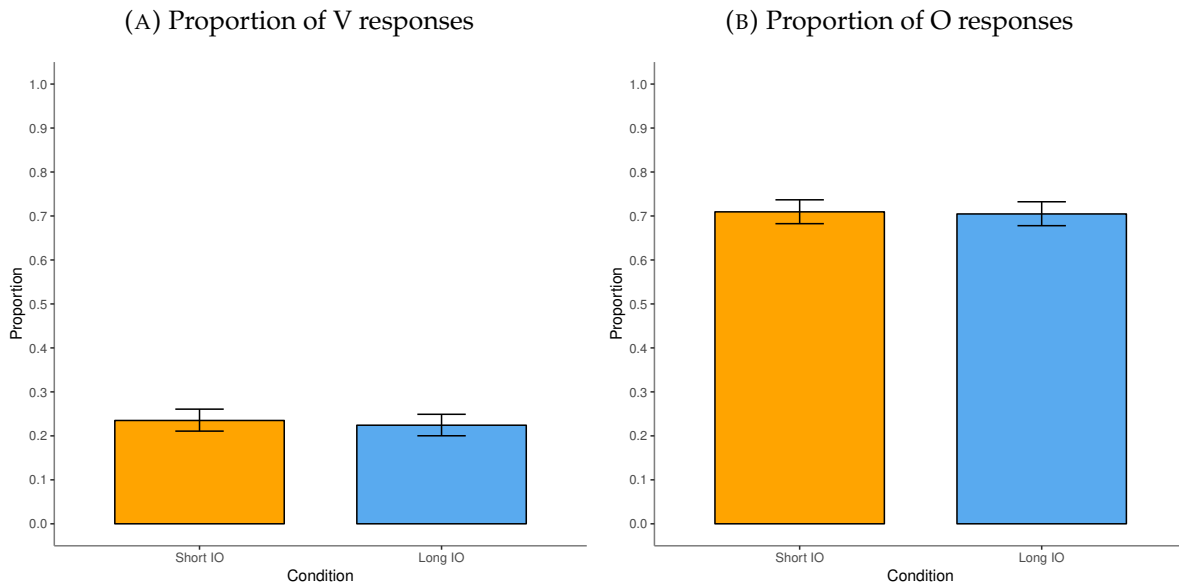 (A) Proportion of V responses
1.0
0.9
0.8
0.7
0.6
0.5
0.4
0.3
0.2
0.1
0.0
Proportion
Short IO
Long IO
Condition
(B) Proportion of O responses
1.0
0.9
0.8
0.7
0.6
0.5
0.4
0.3
0.2
0.1
0.0
Proportion
Short IO
Long IO
Condition